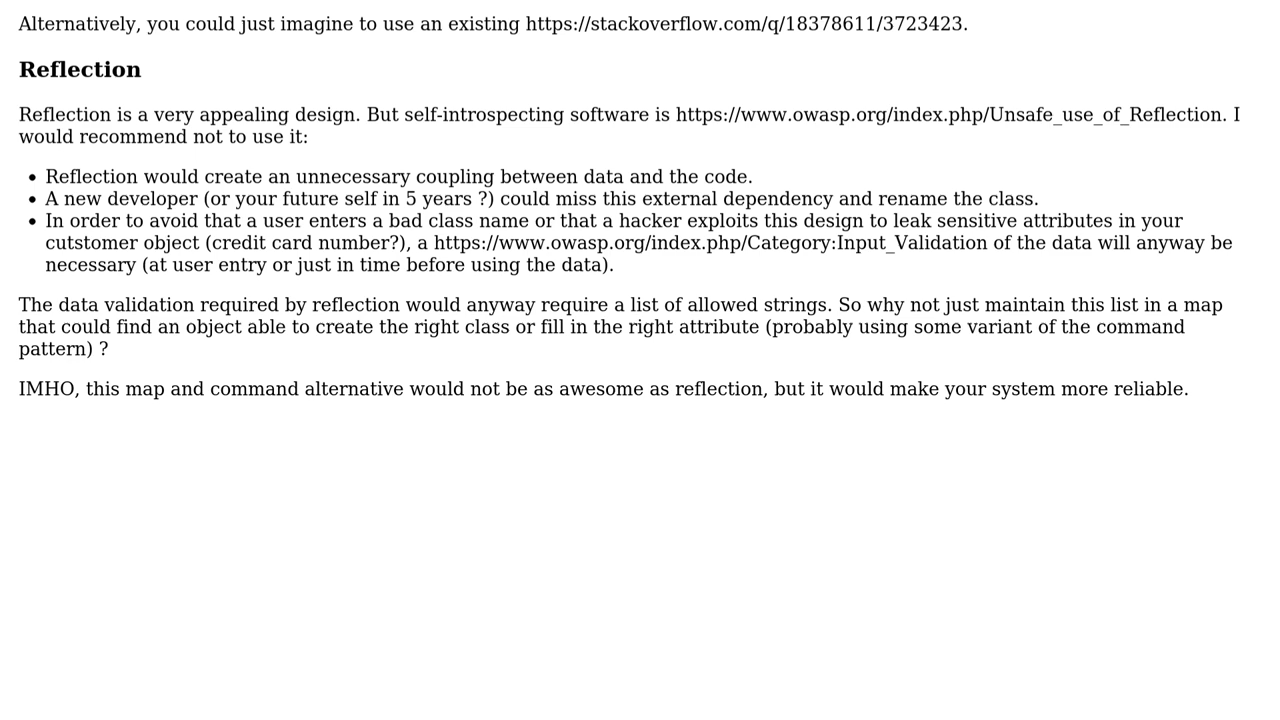 Alternatively, you could just imagine to use an existing https://stackoverflow.com/q/18378611/3723423.
Reflection
Reflection is a very appealing design. But self-introspecting software is https://www.owasp.org/index.php/Unsafe_use_of_Reflection. I
would recommend not to use it:
• Reflection would create an unnecessary coupling between data and the code.
• A new developer (or your future self in 5 years ?) could miss this external dependency and rename the class.
• In order to avoid that a user enters a bad class name or that a hacker exploits this design to leak sensitive attributes in your
cutstomer object (credit card number?), a https://www.owasp.org/index.php/Category:Input_Validation of the data will anyway be
necessary (at user entry or just in time before using the data).
The data validation required by reflection would anyway require a list of allowed strings. So why not just maintain this list in a map
that could find an object able to create the right class or fill in the right attribute (probably using some variant of the command
pattern) ?
IMHO, this map and command alternative would not be as awesome as reflection, but it would make your system more reliable.